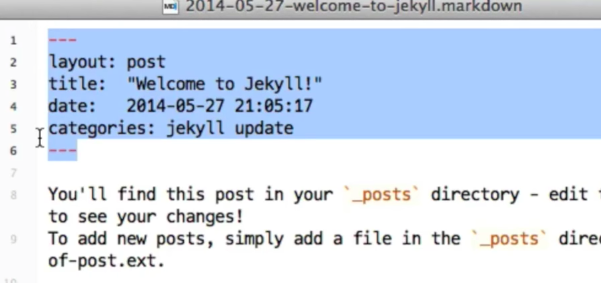 2014-05-27-welcome-to-jekyll.markdown
1 ---
2 layout: post
3 title:  "Welcome to Jekyll!"
4 date:   2014-05-27 21:05:17
5 categories: jekyll update
6 ---
7
8 You'll find this post in your `_posts` directory - edit
to see your changes!
9 To add new posts, simply add a file in the `_posts` direc
of-post.ext.